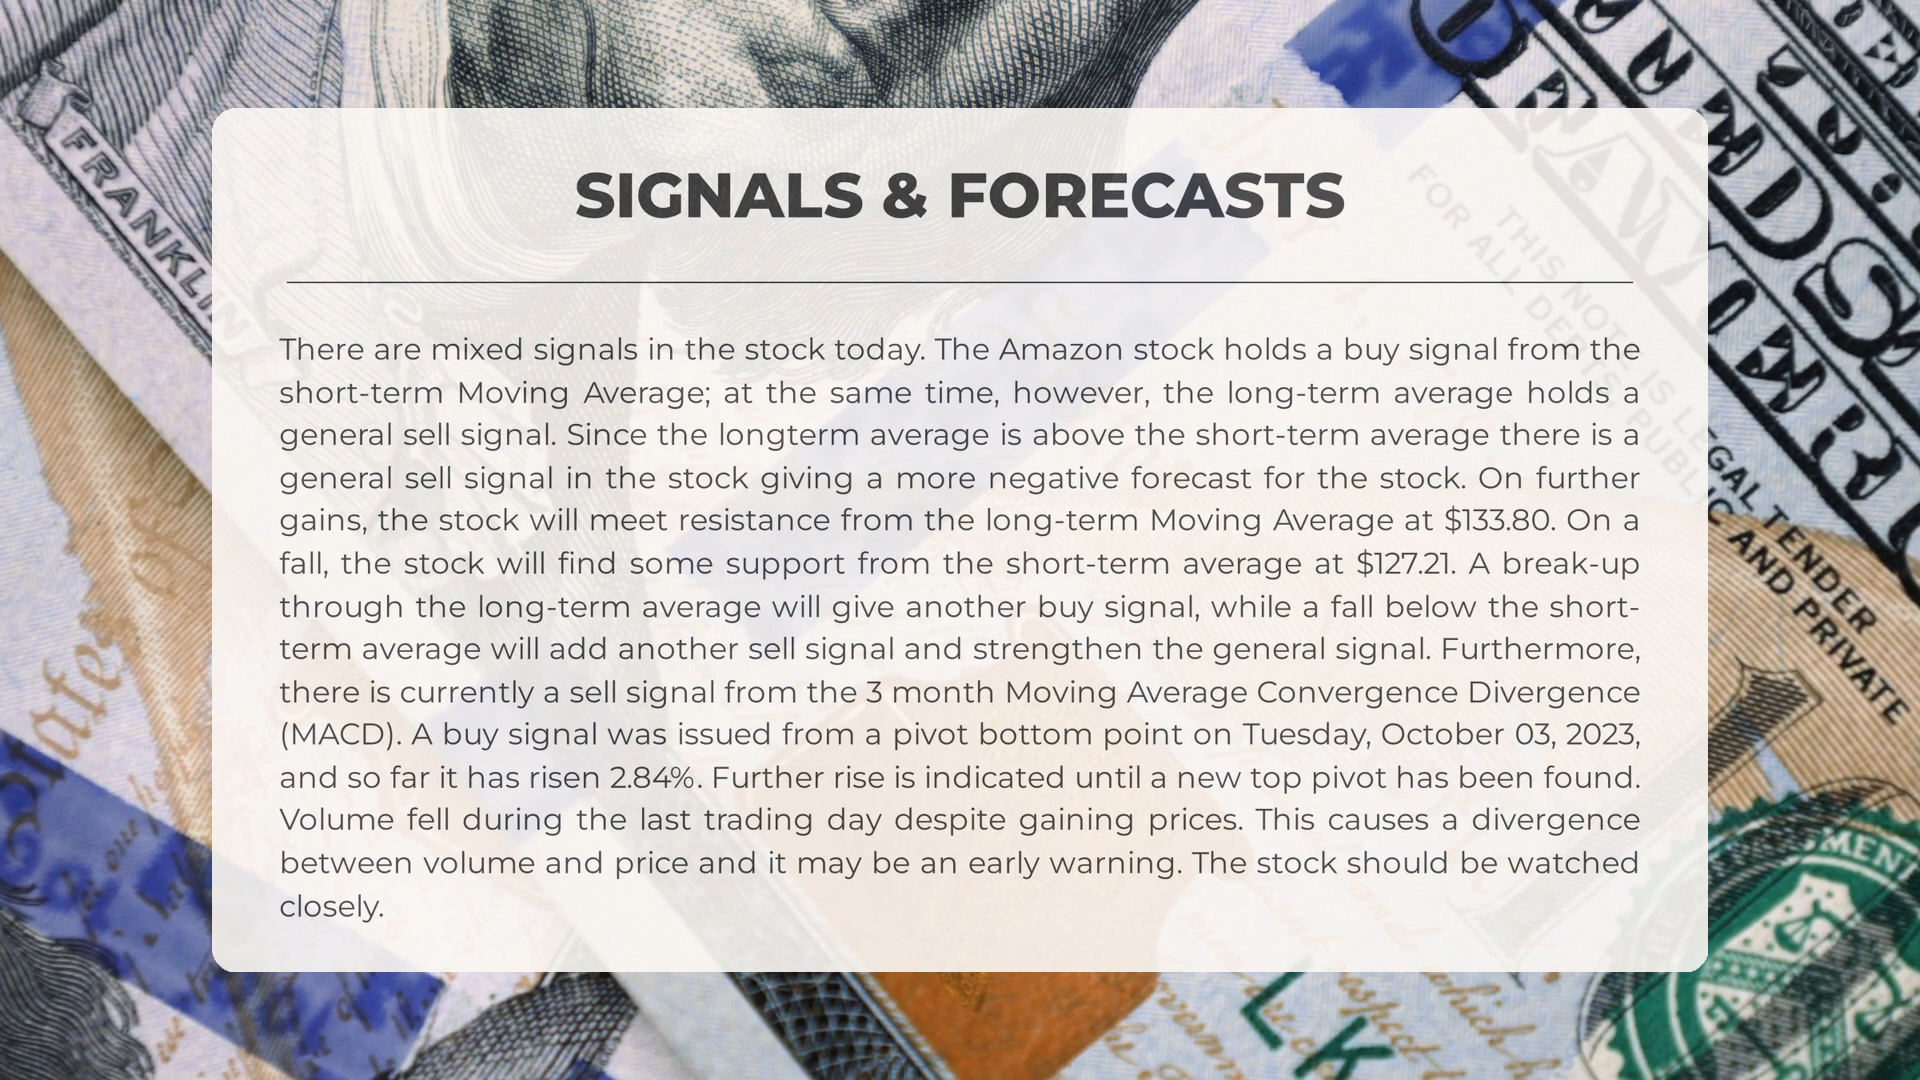 FRANKLIN
SIGNALS & FORECASTS
THIS NOTE IS LEGAL TENDER
FOR ALL DEBTS, PUBLIC AND PRIVATE
There are mixed signals in the stock today. The Amazon stock holds a buy signal from the
short-term Moving Average; at the same time, however, the long-term average holds a
general sell signal. Since the longterm average is above the short-term average there is a
general sell signal in the stock giving a more negative forecast for the stock. On further
gains, the stock will meet resistance from the long-term Moving Average at $133.80. On a
fall, the stock will find some support from the short-term average at $127.21. A break-up
through the long-term average will give another buy signal, while a fall below the short-
term average will add another sell signal and strengthen the general signal. Furthermore,
there is currently a sell signal from the 3 month Moving Average Convergence Divergence
(MACD). A buy signal was issued from a pivot bottom point on Tuesday, October 03, 2023,
and so far it has risen 2.84%. Further rise is indicated until a new top pivot has been found.
Volume fell during the last trading day despite gaining prices. This causes a divergence
between volume and price and it may be an early warning. The stock should be watched
closely.